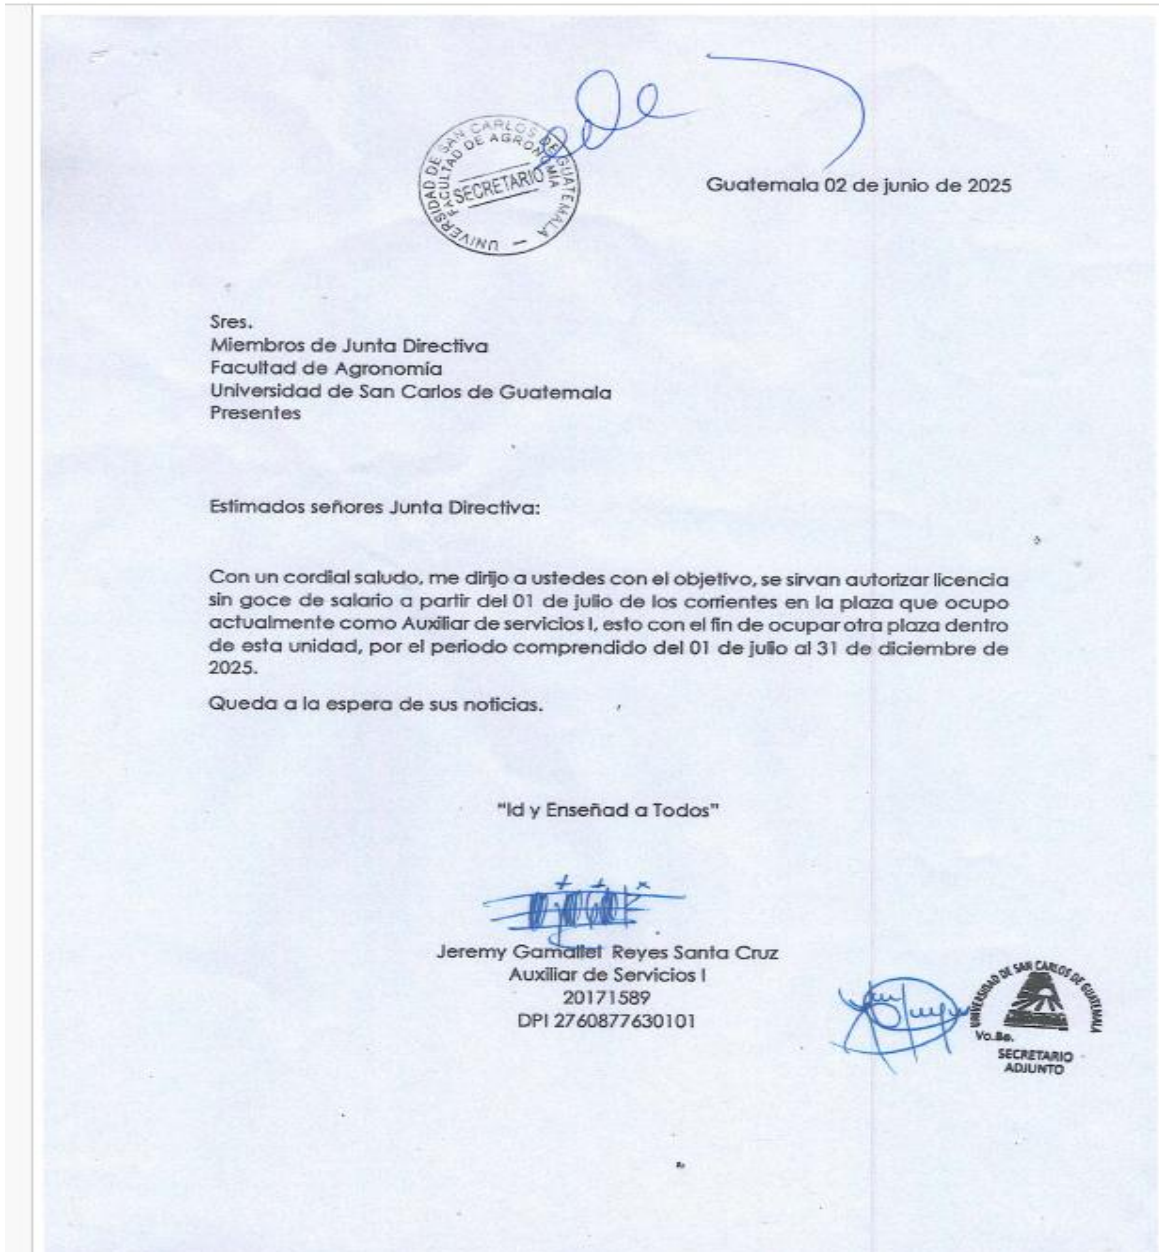 UNIVERSIDAD DE SAN CARLOS DE GUATEMALA
FACULTAD DE AGRONOMÍA
SECRETARIO
Guatemala 02 de junio de 2025
Sres.
Miembros de Junta Directiva
Facultad de Agronomía
Universidad de San Carlos de Guatemala
Presentes
Estimados señores Junta Directiva:
Con un cordial saludo, me dirijo a ustedes con el objetivo, se sirvan autorizar licencia
sin goce de salario a partir del 01 de julio de los corrientes en la plaza que ocupo
actualmente como Auxiliar de servicios I, esto con el fin de ocupar otra plaza dentro
de esta unidad, por el periodo comprendido del 01 de julio al 31 de diciembre de
2025.
Queda a la espera de sus noticias.
"Id y Enseñad a Todos"
Jeremy Gamaliel Reyes Santa Cruz
Auxiliar de Servicios I
20171589
DPI 2760877630101
UNIVERSIDAD DE SAN CARLOS DE GUATEMALA
Vo.Bo.
SECRETARIO
ADJUNTO